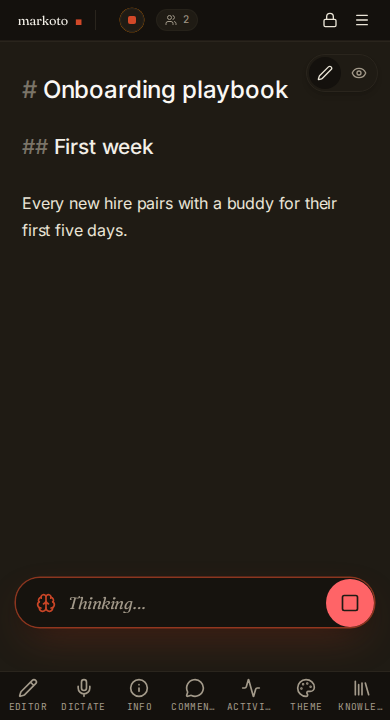 markoto
2
# Onboarding playbook
## First week
Every new hire pairs with a buddy for their
first five days.
Thinking...
EDITOR DICTATE INFO COMMEN… ACTIVI… THEME KNOWLE…